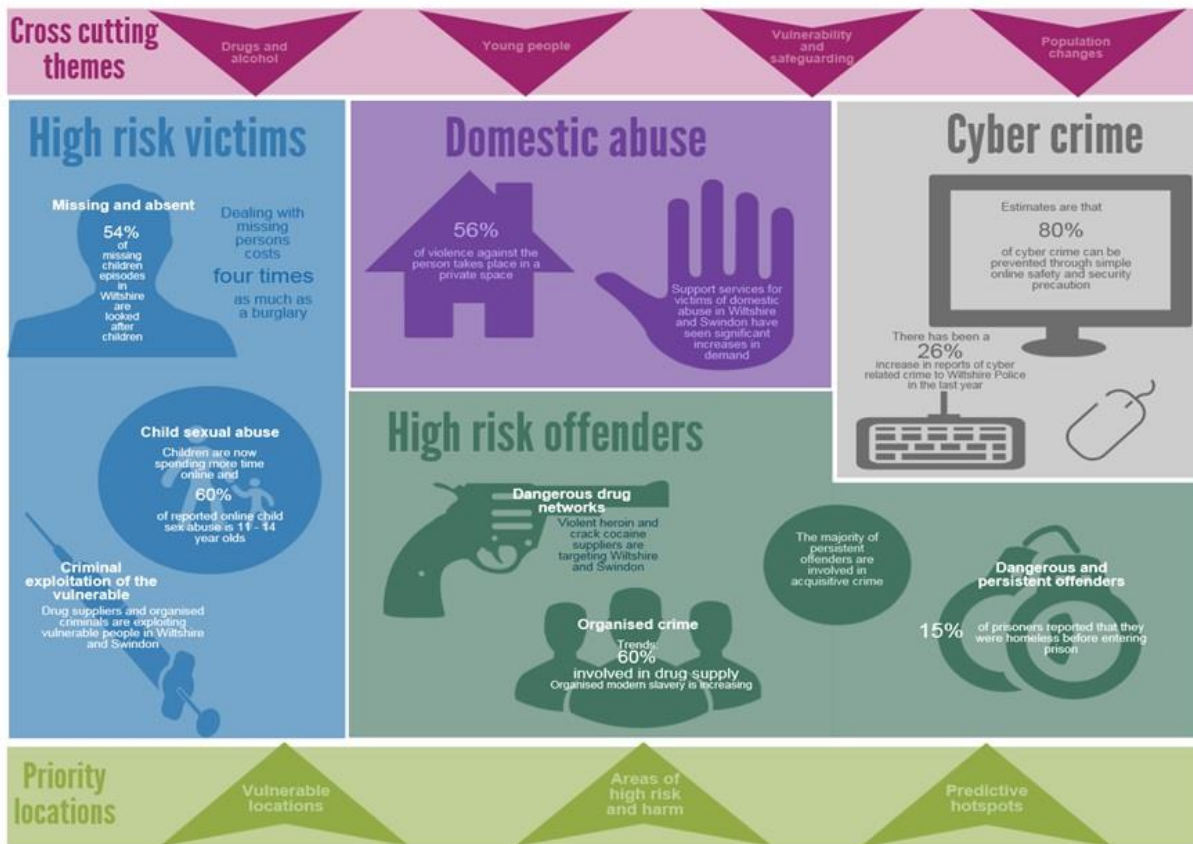 Cross cutting
themes
Drugs and
alcohol
Young people
Vulnerability
and
safeguarding
Population
changes
High risk victims
Missing and absent
54%
of
missing
children
episodes
in
Wiltshire
are
looked
after
children
Dealing with
missing
persons
costs
four times
as much as
a burglary
Child sexual abuse
Children are now
spending more time
online and
60%
of reported online child
sex abuse is 11 - 14
year olds
Criminal
exploitation of the
vulnerable
Drug suppliers and organised
criminals are exploiting
vulnerable people in Wiltshire
and Swindon
Domestic abuse
56%
of violence against the
person takes place in a
private space
Support services for
victims of domestic
abuse in Wiltshire
and Swindon have
seen significant
increases in
demand
Cyber crime
Estimates are that
80%
of cyber crime can be
prevented through simple
online safety and security
precaution
There has been a
26%
increase in reports of cyber
related crime to Wiltshire Police
in the last year
High risk offenders
Dangerous drug
networks
Violent heroin and
crack cocaine
suppliers are
targeting Wiltshire
and Swindon
Organised crime
Trends:
60%
involved in drug supply
Organised modern slavery is increasing
The majority of
persistent
offenders are
involved in
acquisitive crime
Dangerous and
persistent offenders
15%
of prisoners reported that they
were homeless before entering
prison
Priority
locations
Vulnerable
locations
Areas of
high risk
and harm
Predictive
hotspots